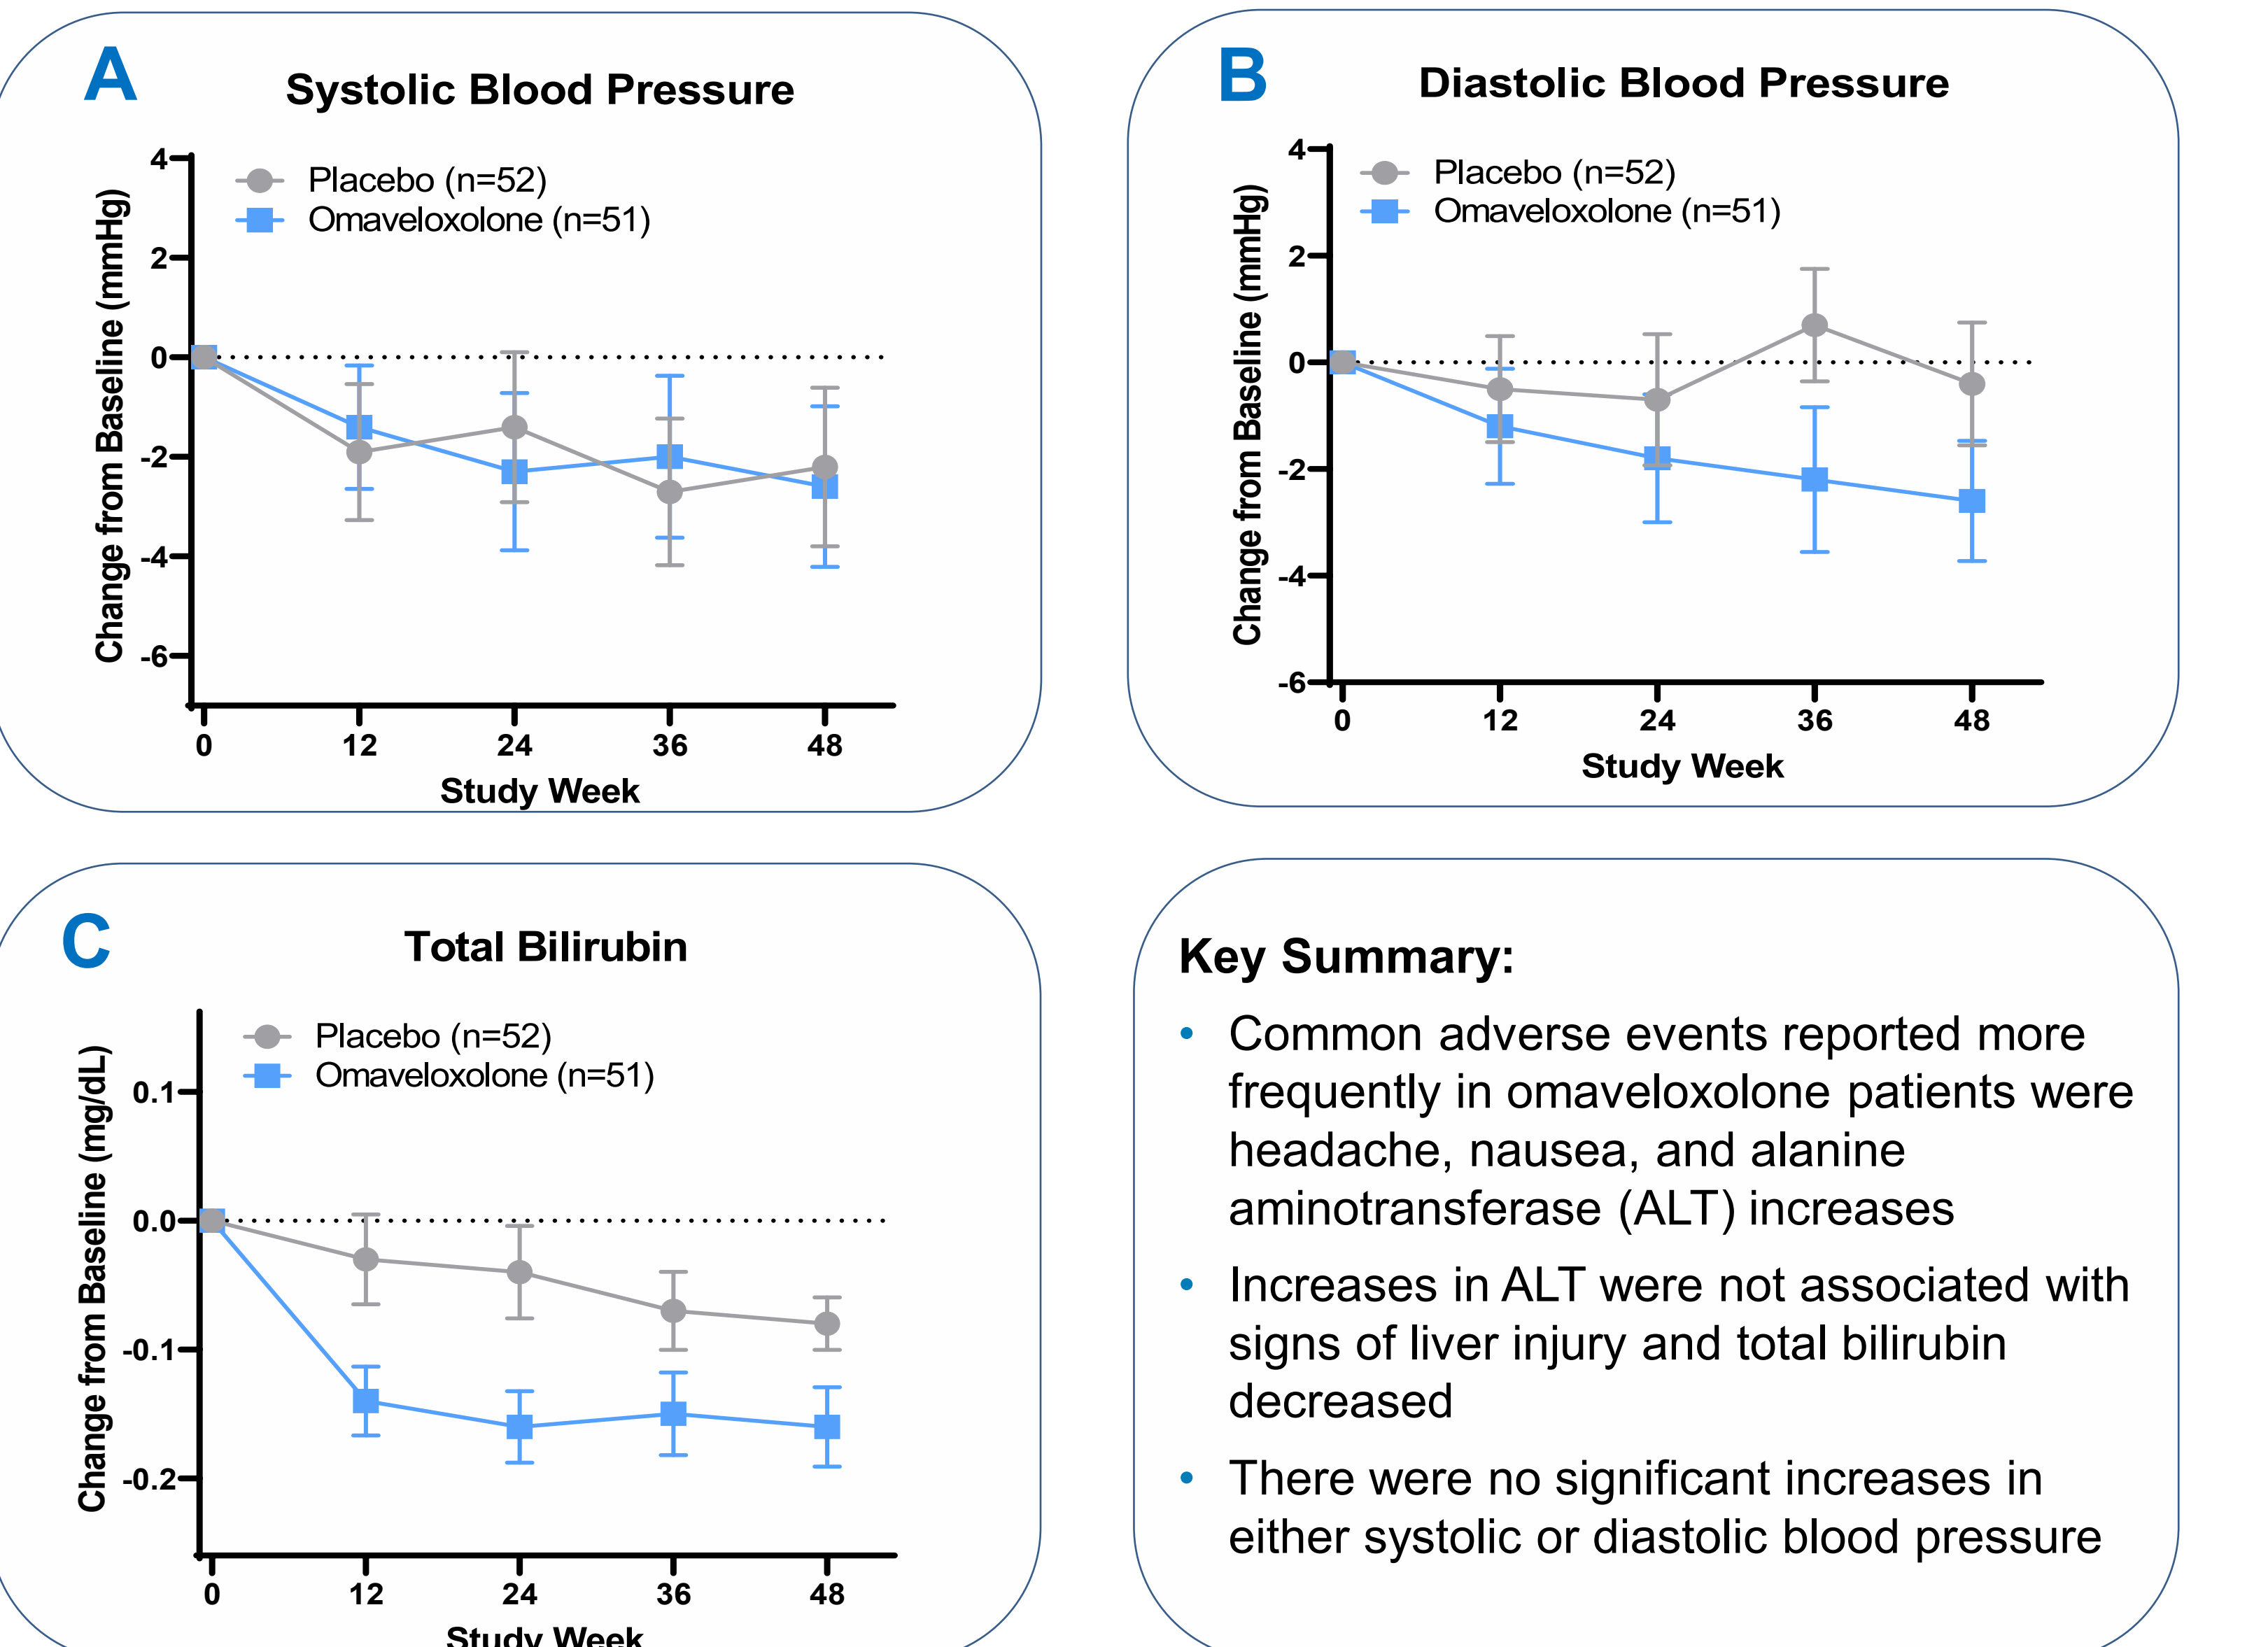 A
Systolic Blood Pressure
Placebo (n=52)
Omaveloxolone (n=51)
Change from Baseline (mmHg)
4
2
0
-2
-4
-6
0 12 24 36 48
Study Week
B
Diastolic Blood Pressure
Placebo (n=52)
Omaveloxolone (n=51)
Change from Baseline (mmHg)
4
2
0
-2
-4
-6
0 12 24 36 48
Study Week
C
Total Bilirubin
Placebo (n=52)
Omaveloxolone (n=51)
Change from Baseline (mg/dL)
0.1
0.0
-0.1
-0.2
0 12 24 36 48
Study Week
Key Summary:
• Common adverse events reported more
frequently in omaveloxolone patients were
headache, nausea, and alanine
aminotransferase (ALT) increases
• Increases in ALT were not associated with
signs of liver injury and total bilirubin
decreased
• There were no significant increases in
either systolic or diastolic blood pressure